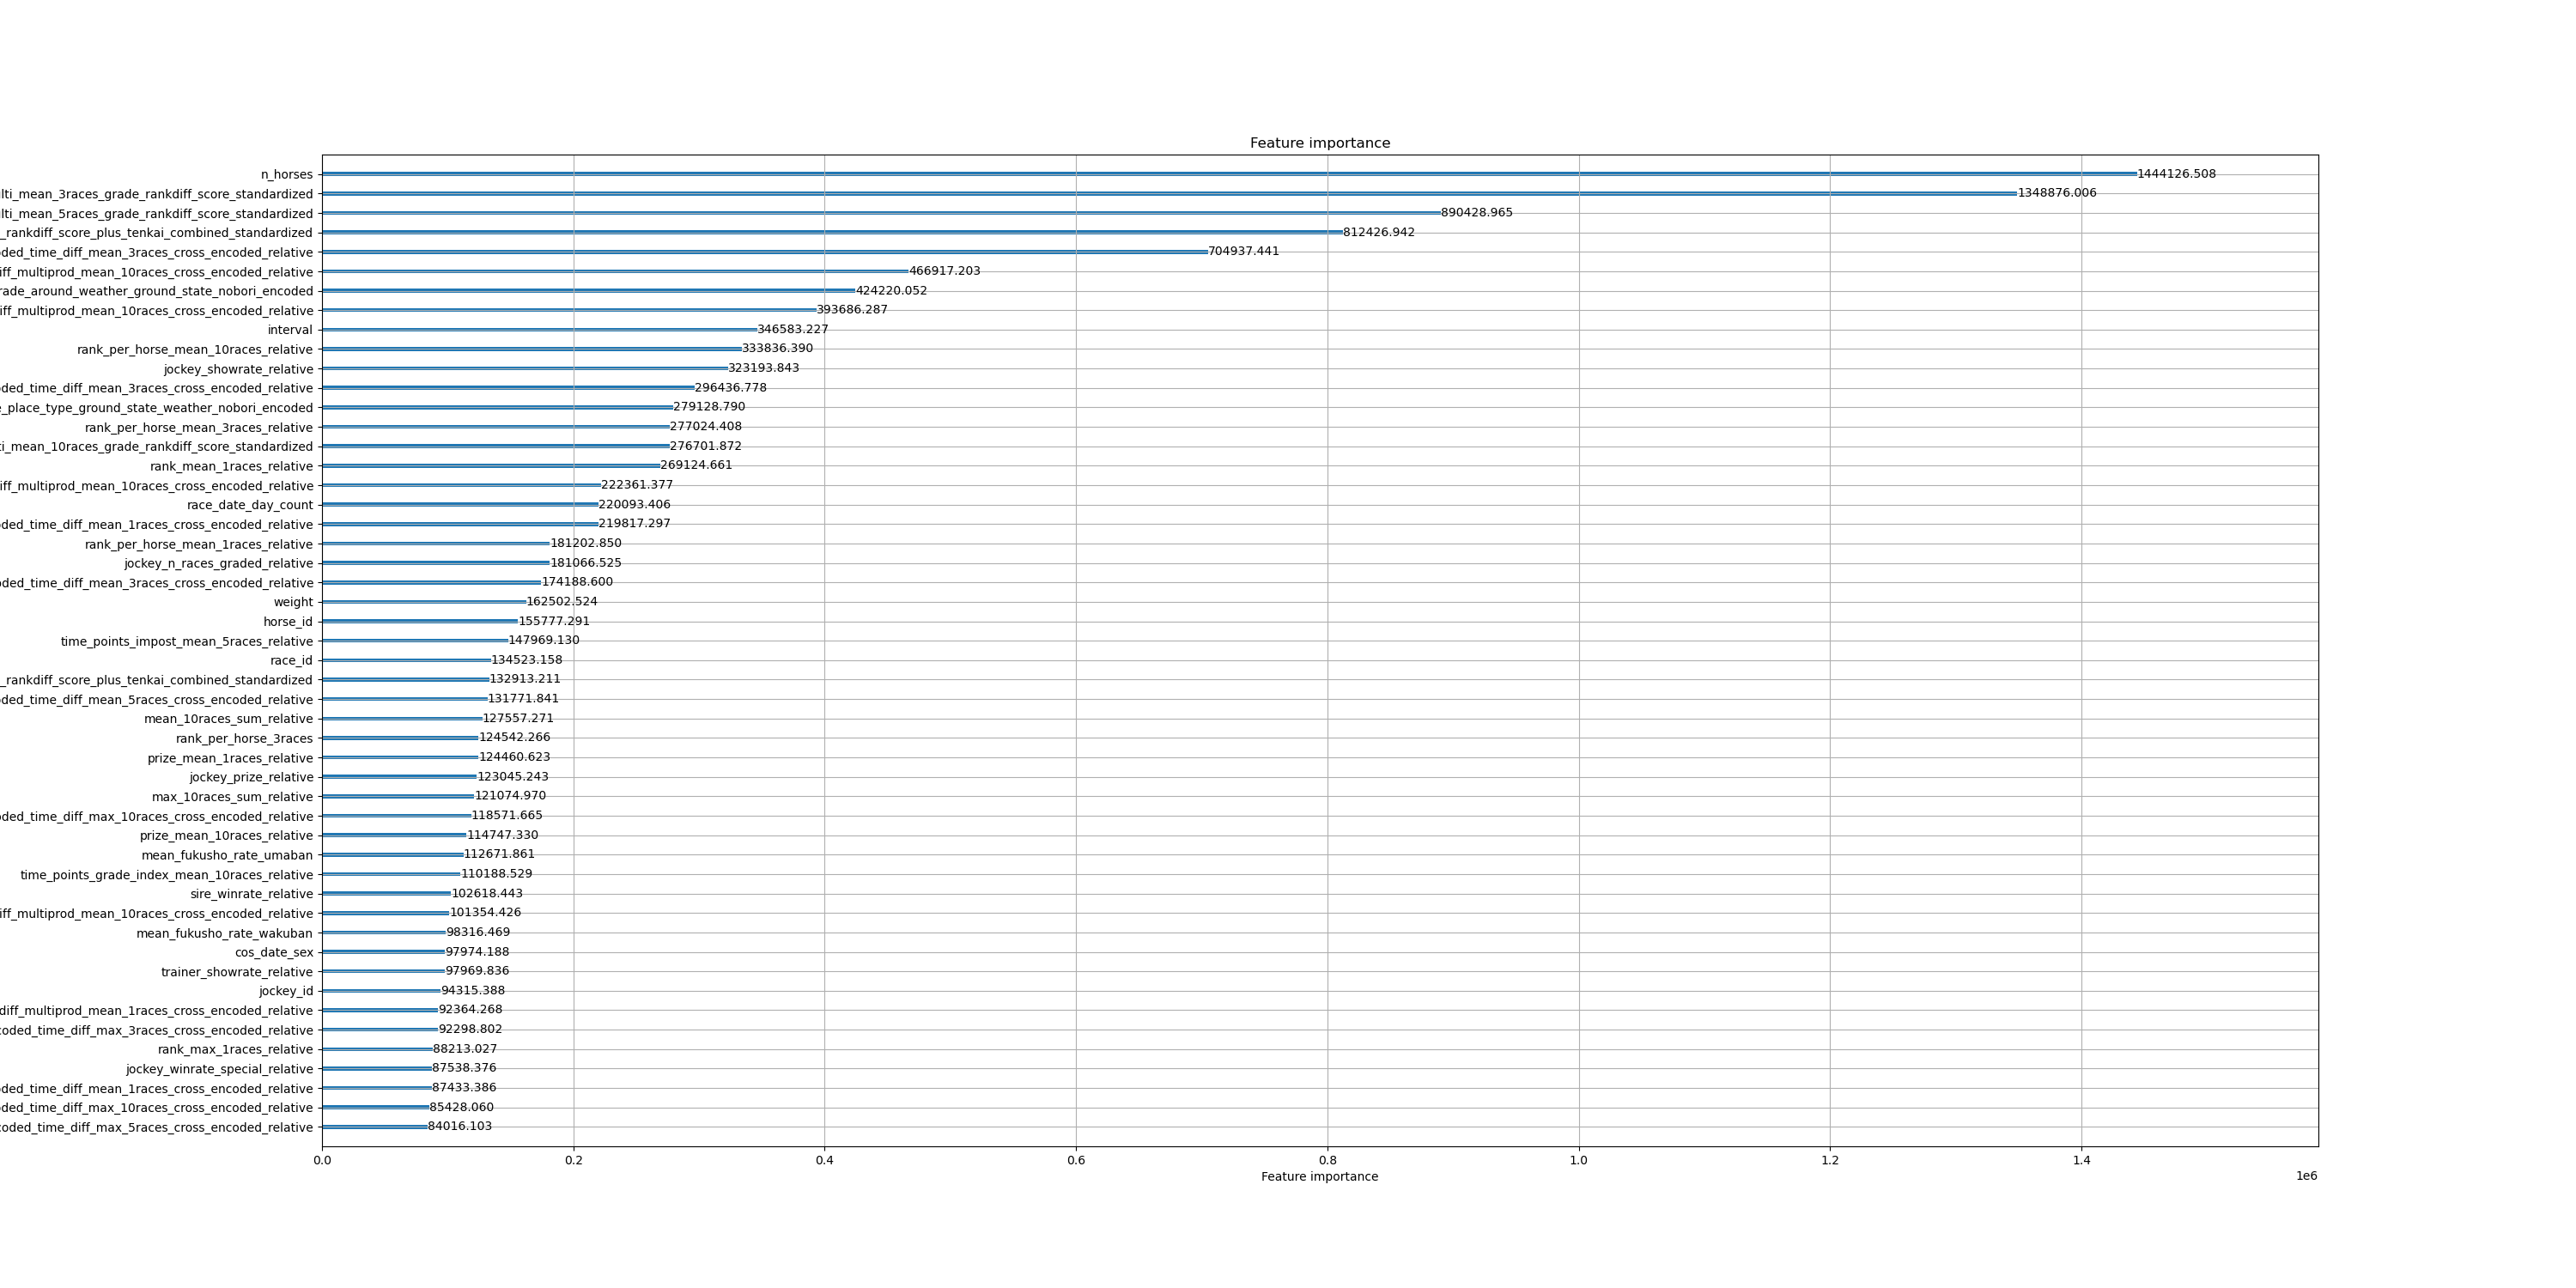 Feature importance
n_horses 1444126.508
lti_mean_3races_grade_rankdiff_score_standardized 1348876.006
lti_mean_5races_grade_rankdiff_score_standardized 890428.965
_rankdiff_score_plus_tenkai_combined_standardized 812426.942
ded_time_diff_mean_3races_cross_encoded_relative 704937.441
iff_multiprod_mean_10races_cross_encoded_relative 466917.203
rade_around_weather_ground_state_nobori_encoded 424220.052
iff_multiprod_mean_10races_cross_encoded_relative 393686.287
interval 346583.227
rank_per_horse_mean_10races_relative 333836.390
jockey_showrate_relative 323193.843
ded_time_diff_mean_3races_cross_encoded_relative 296436.778
e_place_type_ground_state_weather_nobori_encoded 279128.790
rank_per_horse_mean_3races_relative 277024.408
ti_mean_10races_grade_rankdiff_score_standardized 276701.872
rank_mean_1races_relative 269124.661
iff_multiprod_mean_10races_cross_encoded_relative 222361.377
race_date_day_count 220093.406
ded_time_diff_mean_1races_cross_encoded_relative 219817.297
rank_per_horse_mean_1races_relative 181202.850
jockey_n_races_graded_relative 181066.525
ded_time_diff_mean_3races_cross_encoded_relative 174188.600
weight 162502.524
horse_id 155777.291
time_points_impost_mean_5races_relative 147969.130
race_id 134523.158
_rankdiff_score_plus_tenkai_combined_standardized 132913.211
ded_time_diff_mean_5races_cross_encoded_relative 131771.841
mean_10races_sum_relative 127557.271
rank_per_horse_3races 124542.266
prize_mean_1races_relative 124460.623
jockey_prize_relative 123045.243
max_10races_sum_relative 121074.970
ded_time_diff_max_10races_cross_encoded_relative 118571.665
prize_mean_10races_relative 114747.330
mean_fukusho_rate_umaban 112671.861
time_points_grade_index_mean_10races_relative 110188.529
sire_winrate_relative 102618.443
iff_multiprod_mean_10races_cross_encoded_relative 101354.426
mean_fukusho_rate_wakuban 98316.469
cos_date_sex 97974.188
trainer_showrate_relative 97969.836
jockey_id 94315.388
diff_multiprod_mean_1races_cross_encoded_relative 92364.268
coded_time_diff_max_3races_cross_encoded_relative 92298.802
rank_max_1races_relative 88213.027
jockey_winrate_special_relative 87538.376
ded_time_diff_mean_1races_cross_encoded_relative 87433.386
ded_time_diff_max_10races_cross_encoded_relative 85428.060
coded_time_diff_max_5races_cross_encoded_relative 84016.103
0.0 0.2 0.4 0.6 0.8 1.0 1.2 1.4
Feature importance
1e6